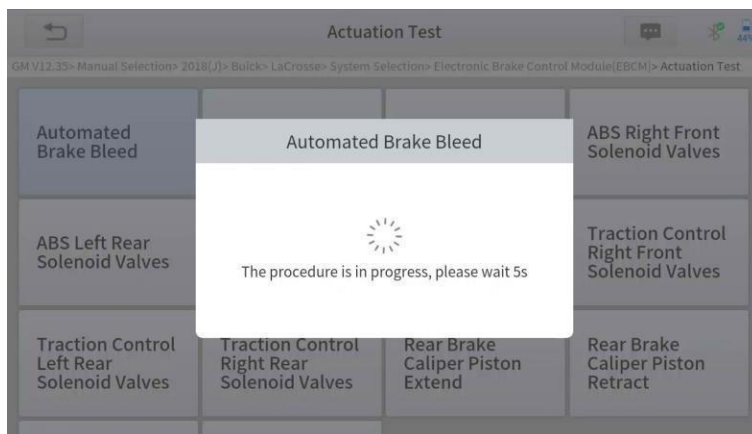 Actuation Test
44%
GM V12.35> Manual Selection> 2018(J)> Buick> LaCrosse> System Selection> Electronic Brake Control Module(EBCM)> Actuation Test
Automated
Brake Bleed
ABS Right Front
Solenoid Valves
Automated Brake Bleed
The procedure is in progress, please wait 5s
ABS Left Rear
Solenoid Valves
Traction Control
Right Front
Solenoid Valves
Traction Control
Left Rear
Solenoid Valves
Traction Control
Right Rear
Solenoid Valves
Rear Brake
Caliper Piston
Extend
Rear Brake
Caliper Piston
Retract